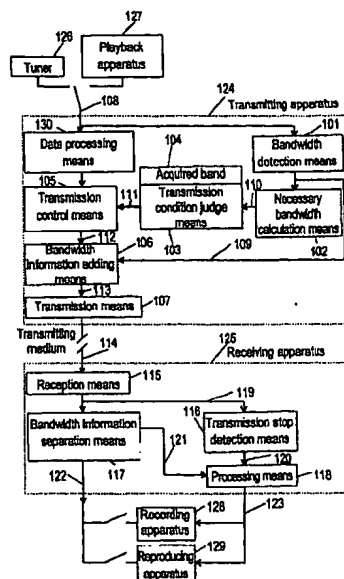 126
127
Tuner
Playback
apparatus
108
124
Transmitting apparatus
130
104
101
Data processing
means
Bandwidth
detection means
105
Acquired band
Transmission
control means
111
Transmission
condition judge
means
110
Necessary
bandwidth
calculation means
112
106
103
109
102
Bandwidth
information adding
means
113
Transmission means
107
Transmitting
medium
114
125
Receiving apparatus
Reception means
115
119
116
Bandwidth information
separation means
121
Transmission stop
detection means
120
122
117
Processing means
118
128
123
Recording
apparatus
Reproducing
apparatus
129